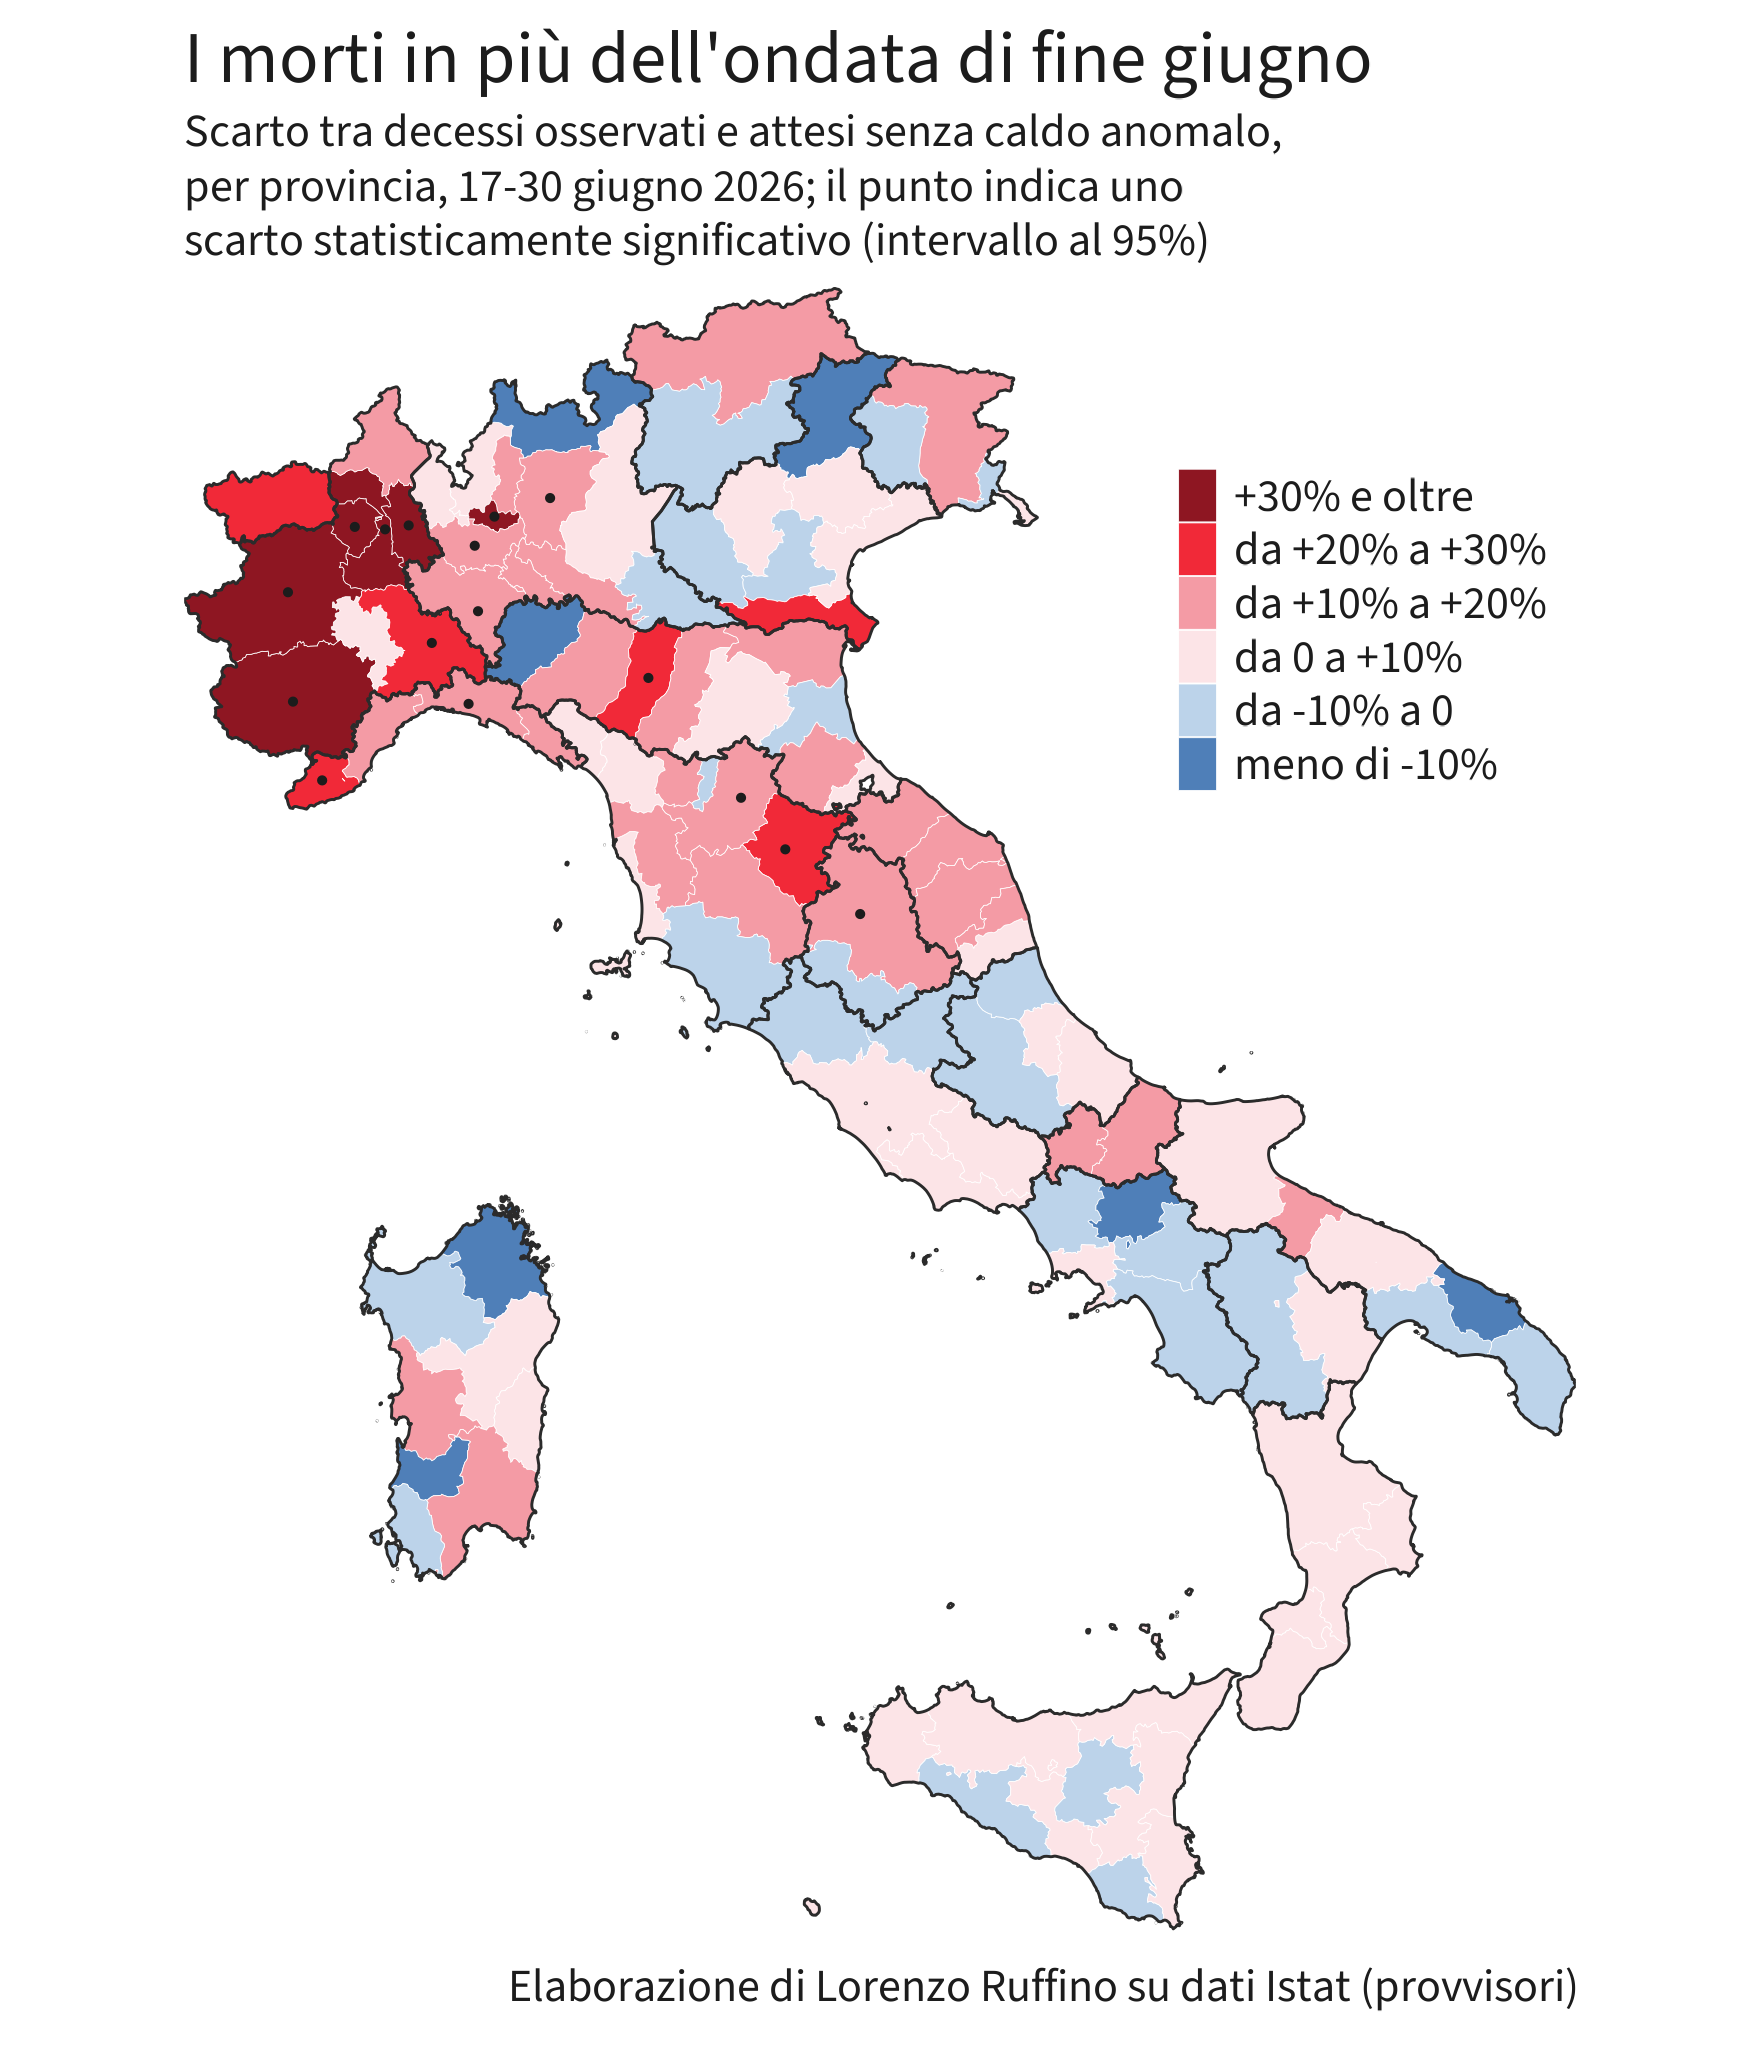 I morti in più dell'ondata di fine giugno
Scarto tra decessi osservati e attesi senza caldo anomalo,
per provincia, 17-30 giugno 2026; il punto indica uno
scarto statisticamente significativo (intervallo al 95%)
+30% e oltre
da +20% a +30%
da +10% a +20%
da 0 a +10%
da -10% a 0
meno di -10%
Elaborazione di Lorenzo Ruffino su dati Istat (provvisori)